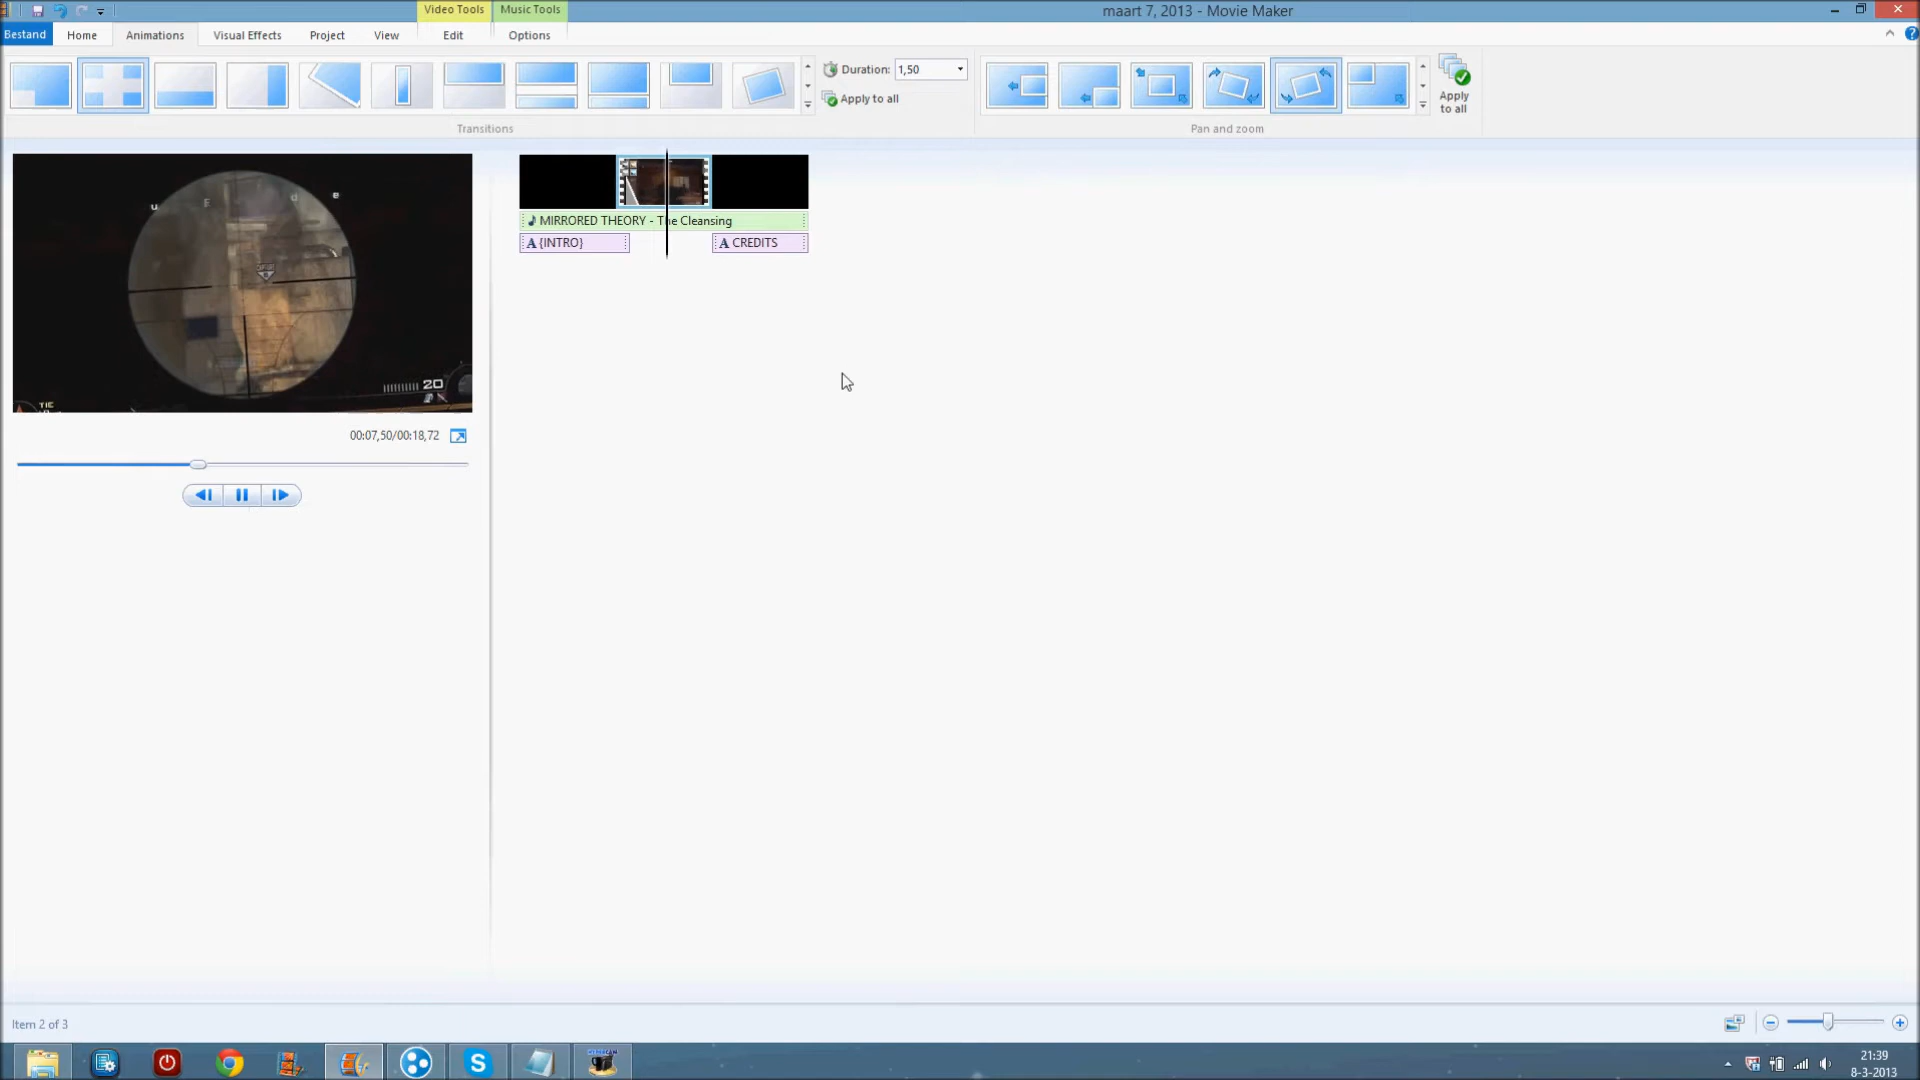 Video Tools
Music Tools
maart 7, 2013 - Movie Maker
Bestand
Home
Animations
Visual Effects
Project
View
Edit
Options
Duration: 1,50
Apply to all
Apply to all
Transitions
Pan and zoom
MIRRORED THEORY - The Cleansing
A {INTRO}
A CREDITS
u E d e
20
00:07,50/00:18,72
Item 2 of 3
21:39
8-3-2013